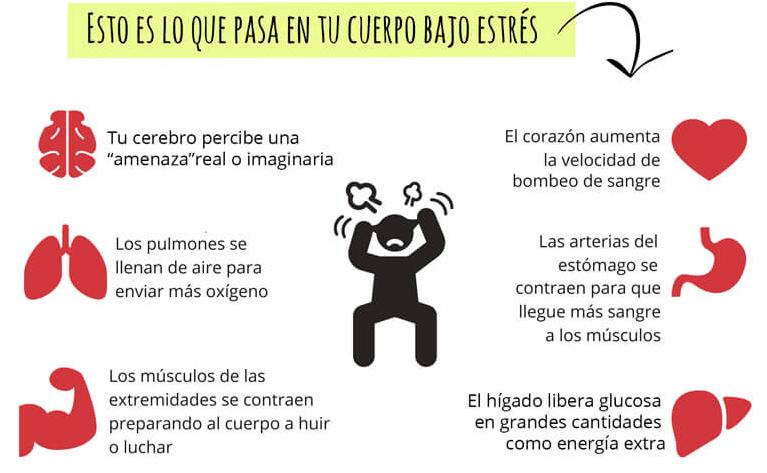 Esto es lo que pasa en tu cuerpo bajo estrés
Tu cerebro percibe una
“amenaza”real o imaginaria
Los pulmones se
llenan de aire para
enviar más oxígeno
Los músculos de las
extremidades se contraen
preparando al cuerpo a huir
o luchar
El corazón aumenta
la velocidad de
bombeo de sangre
Las arterias del
estómago se
contraen para que
llegue más sangre
a los músculos
El hígado libera glucosa
en grandes cantidades
como energía extra